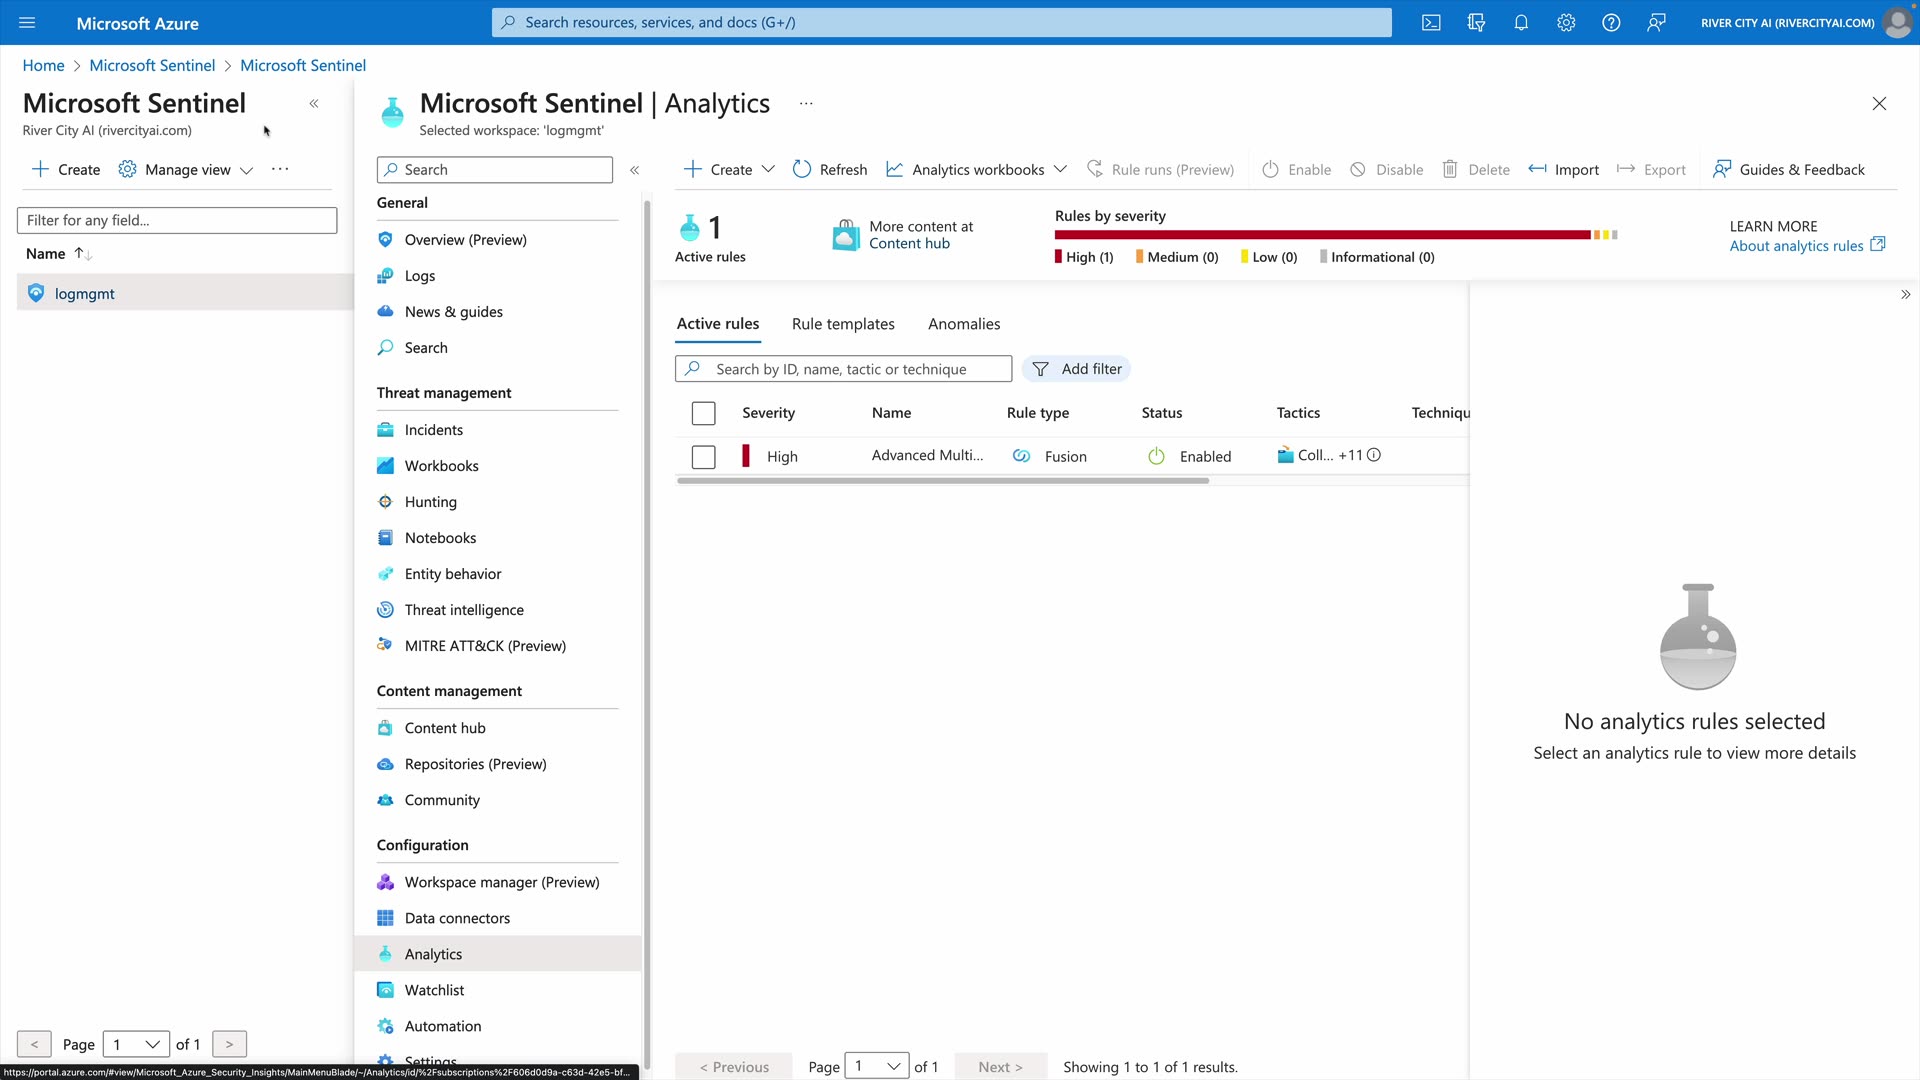 Microsoft Azure
Search resources, services, and docs (G+/)
RIVER CITY AI (RIVERCITYAI.COM)
Home > Microsoft Sentinel > Microsoft Sentinel
Microsoft Sentinel
River City AI (rivercityai.com)
Create
Manage view
Filter for any field...
Name
logmgmt
< Page 1 of 1 >
Microsoft Sentinel | Analytics
Selected workspace: 'logmgmt'
Search
General
Overview (Preview)
Logs
News & guides
Search
Threat management
Incidents
Workbooks
Hunting
Notebooks
Entity behavior
Threat intelligence
MITRE ATT&CK (Preview)
Content management
Content hub
Repositories (Preview)
Community
Configuration
Workspace manager (Preview)
Data connectors
Analytics
Watchlist
Automation
Settings
Create
Refresh
Analytics workbooks
Rule runs (Preview)
Enable
Disable
Delete
Import
Export
Guides & Feedback
1
Active rules
More content at
Content hub
Rules by severity
High (1) Medium (0) Low (0) Informational (0)
LEARN MORE
About analytics rules
Active rules Rule templates Anomalies
Search by ID, name, tactic or technique
Add filter
Severity Name Rule type Status Tactics Techniqu
High Advanced Multi... Fusion Enabled Coll... +11
No analytics rules selected
Select an analytics rule to view more details
< Previous Page 1 of 1 Next > Showing 1 to 1 of 1 results.
https://portal.azure.com/#view/Microsoft_Azure_Security_Insights/MainMenuBlade/~/Analytics/id/%2Fsubscriptions%2F606d0d9a-c63d-42e5-bf...